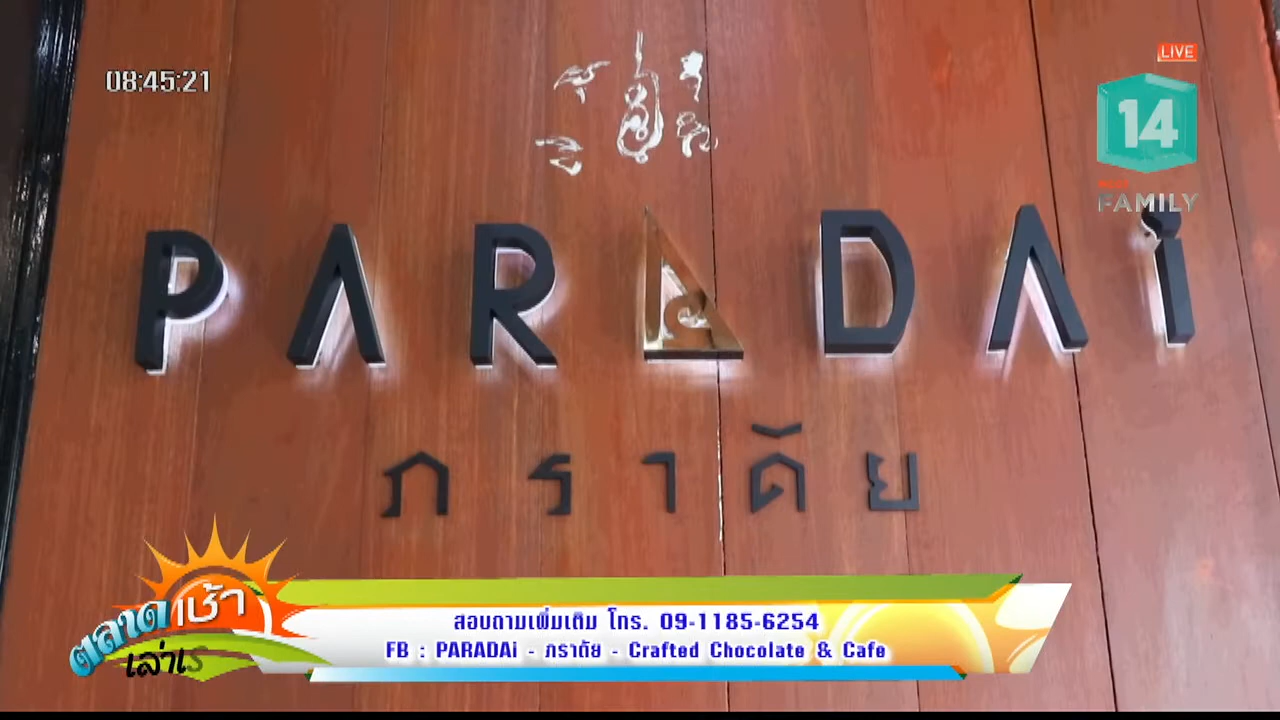 LIVE
08:45:21
14
FAMILY
PARADAi
ภราดัย
ตลาดเช้า
เล่าเร
สอบถามเพิ่มเติม โทร. 09-1185-6254
FB : PARADAi - ภราดัย - Crafted Chocolate & Cafe